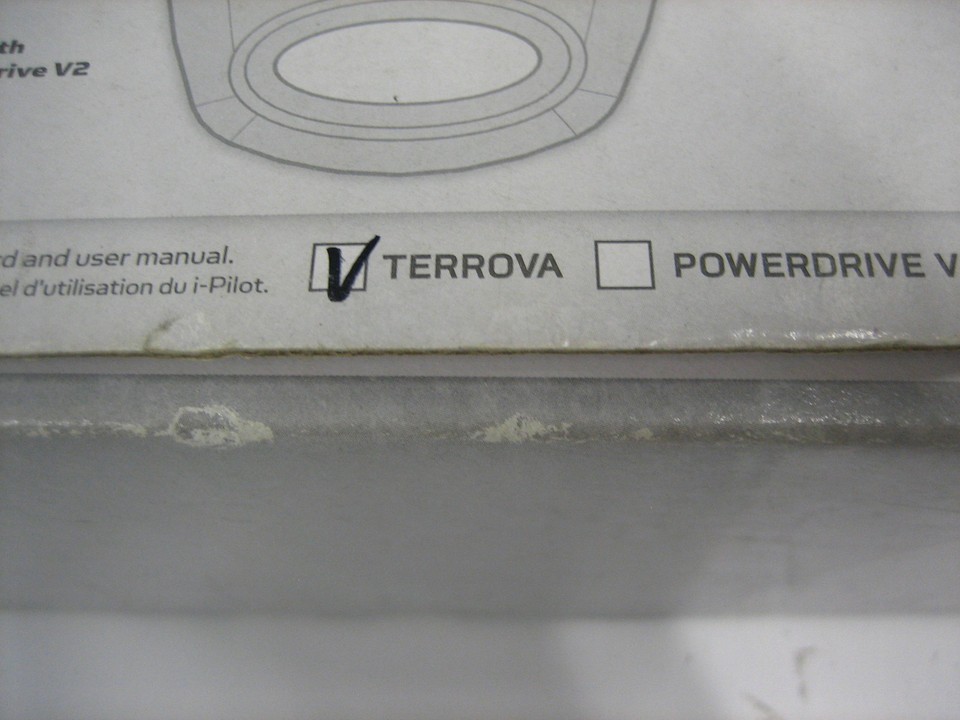 th
rive V2
rd and user manual.
el d'utilisation du i-Pilot.
TERROVA
POWERDRIVE V